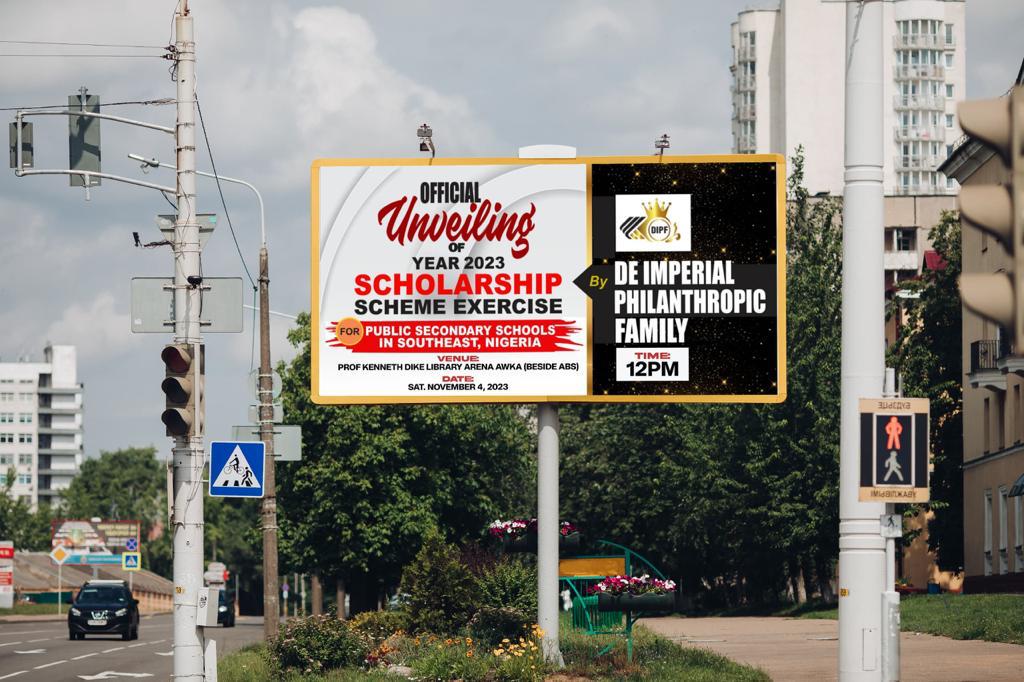 OFFICIAL
Unveiling
OF
YEAR 2023
SCHOLARSHIP
SCHEME EXERCISE
FOR PUBLIC SECONDARY SCHOOLS
IN SOUTHEAST, NIGERIA
VENUE:
PROF KENNETH DIKE LIBRARY ARENA AWKA (BESIDE ABS)
DATE:
SAT. NOVEMBER 4, 2023
DIPF
By
DE IMPERIAL
PHILANTHROPIC
FAMILY
TIME:
12PM